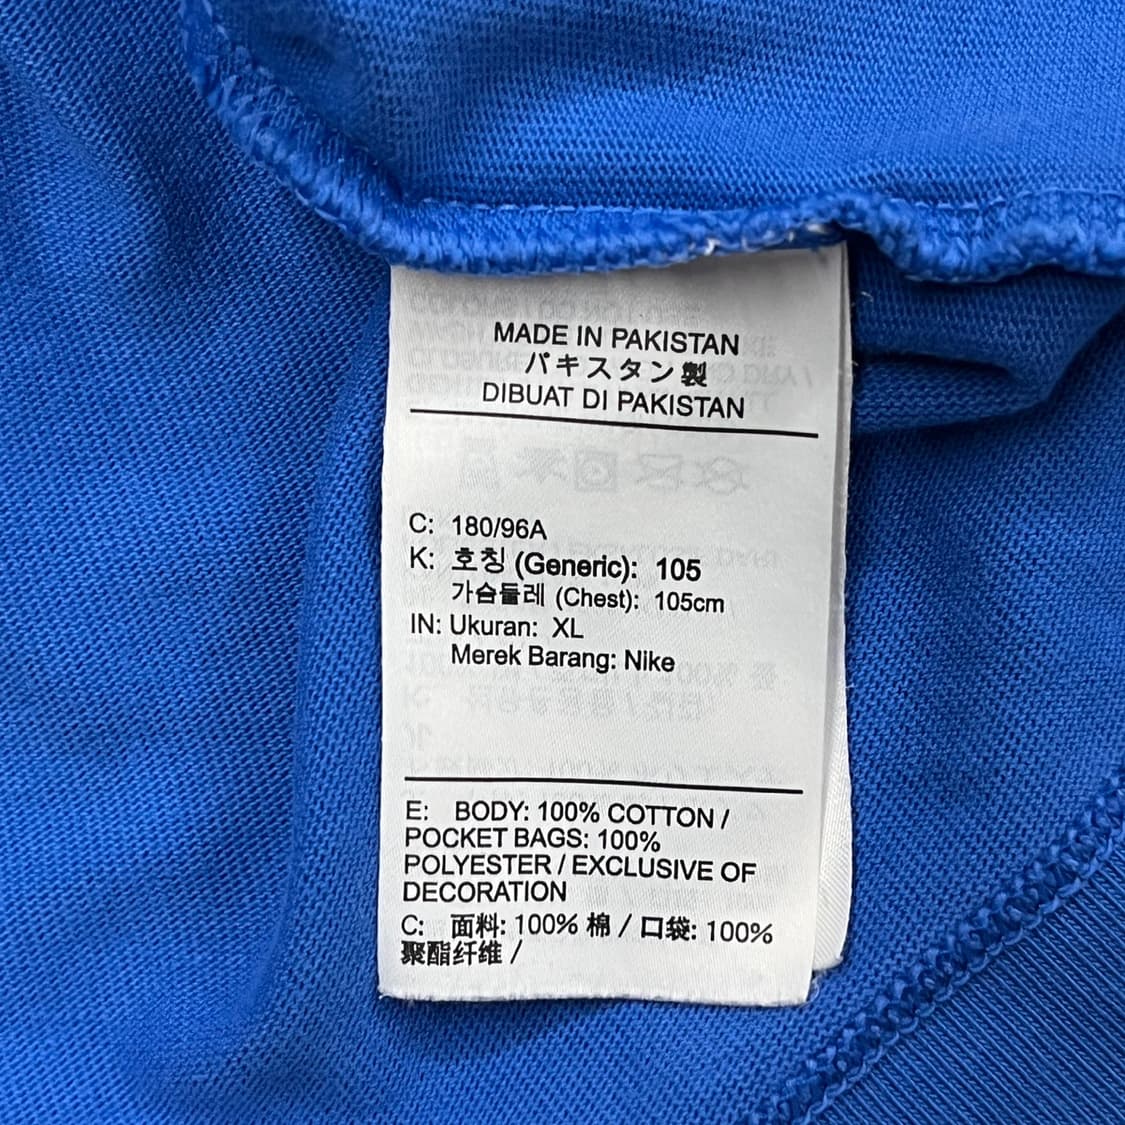 MADE IN PAKISTAN
パキスタン製
DIBUAT DI PAKISTAN
C: 180/96A
K: 호칭 (Generic): 105
가슴둘레 (Chest): 105cm
IN: Ukuran: XL
Merek Barang: Nike
E: BODY: 100% COTTON /
POCKET BAGS: 100%
POLYESTER / EXCLUSIVE OF
DECORATION
C: 面料: 100% 棉 / 口袋: 100%
聚酯纤维 /